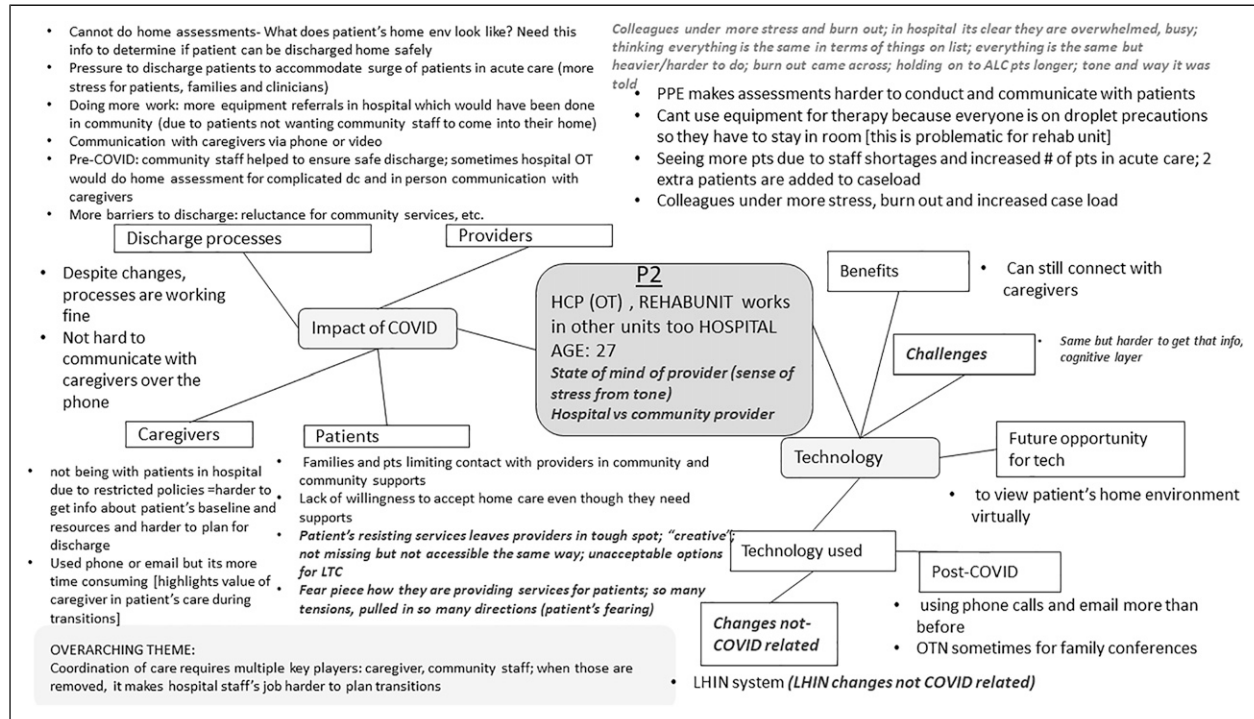 • Cannot do home assessments- What does patient's home env look like? Need this
info to determine if patient can be discharged home safely
• Pressure to discharge patients to accommodate surge of patients in acute care (more
stress for patients, families and clinicians)
• Doing more work: more equipment referrals in hospital which would have been done
in community (due to patients not wanting community staff to come into their home)
• Communication with caregivers via phone or video
• Pre-COVID: community staff helped to ensure safe discharge; sometimes hospital OT
would do home assessment for complicated dc and in person communication with
caregivers
• More barriers to discharge: reluctance for community services, etc.
Colleagues under more stress and burn out; in hospital its clear they are overwhelmed, busy;
thinking everything is the same in terms of things on list; everything is the same but
heavier/harder to do; burn out came across; holding on to ALC pts longer; tone and way it was
told
• PPE makes assessments harder to conduct and communicate with patients
• Cant use equipment for therapy because everyone is on droplet precautions
so they have to stay in room [this is problematic for rehab unit]
• Seeing more pts due to staff shortages and increased # of pts in acute care; 2
extra patients are added to caseload
• Colleagues under more stress, burn out and increased case load
Discharge processes
Providers
• Despite changes,
processes are working
fine
• Not hard to
communicate with
caregivers over the
phone
Impact of COVID
P2
HCP (OT) , REHABUNIT works
in other units too HOSPITAL
AGE: 27
State of mind of provider (sense of
stress from tone)
Hospital vs community provider
Benefits
• Can still connect with
caregivers
Challenges
• Same but harder to get that info,
cognitive layer
Caregivers
Patients
Technology
Future opportunity
for tech
• to view patient's home environment
virtually
• not being with patients in hospital
due to restricted policies =harder to
get info about patient's baseline and
resources and harder to plan for
discharge
• Used phone or email but its more
time consuming [highlights value of
caregiver in patient's care during
transitions]
• Families and pts limiting contact with providers in community and
community supports
• Lack of willingness to accept home care even though they need
supports
• Patient's resisting services leaves providers in tough spot; "creative";
not missing but not accessible the same way; unacceptable options
for LTC
• Fear piece how they are providing services for patients; so many
tensions, pulled in so many directions (patient's fearing)
Technology used
Post-COVID
• using phone calls and email more than
before
• OTN sometimes for family conferences
Changes not-
COVID related
• LHIN system (LHIN changes not COVID related)
OVERARCHING THEME:
Coordination of care requires multiple key players: caregiver, community staff; when those are
removed, it makes hospital staff's job harder to plan transitions